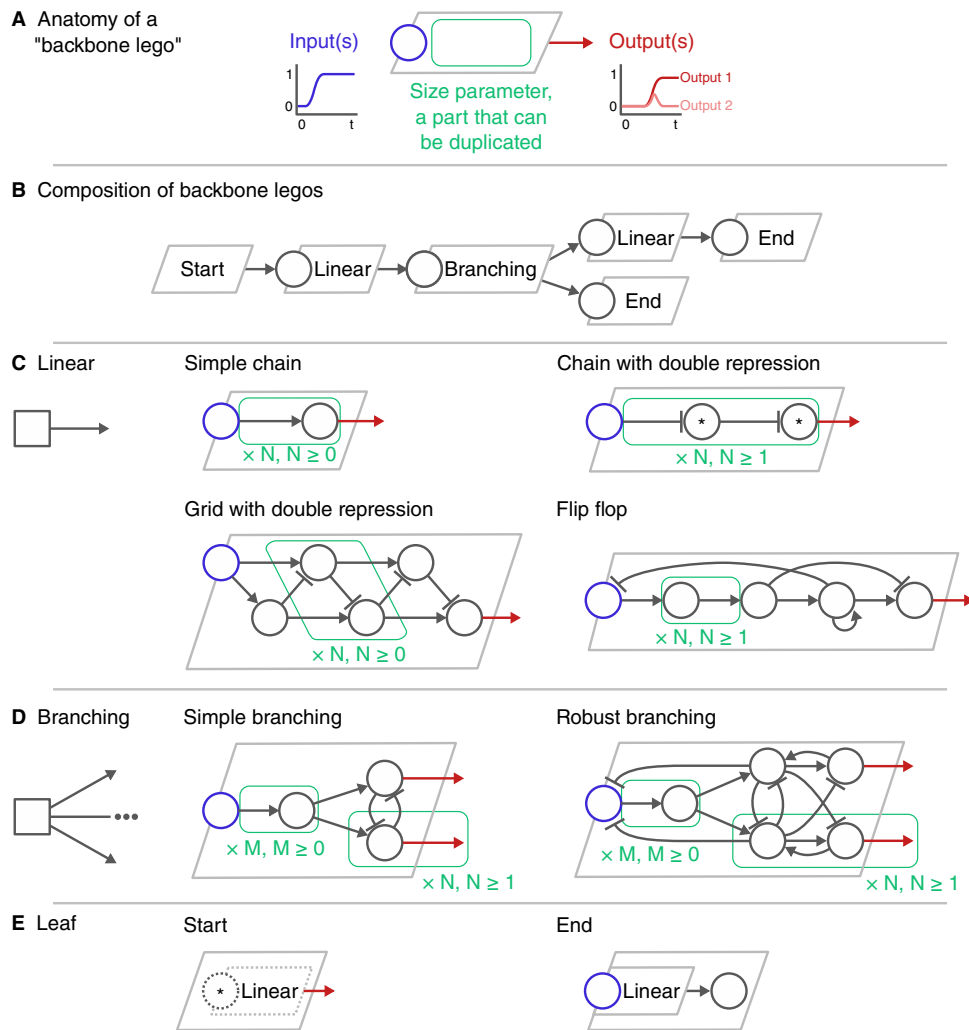 A Anatomy of a
"backbone lego"
Input(s)
Output(s)
1
0
0
t
Size parameter,
a part that can
be duplicated
1
0
0
t
Output 1
Output 2
B Composition of backbone legos
Start
Linear
Branching
Linear
End
End
C Linear
Simple chain
Chain with double repression
× N, N ≥ 0
*
*
× N, N ≥ 1
Grid with double repression
Flip flop
× N, N ≥ 0
× N, N ≥ 1
D Branching
Simple branching
Robust branching
× M, M ≥ 0
× N, N ≥ 1
× M, M ≥ 0
× N, N ≥ 1
E Leaf
Start
End
* Linear
Linear